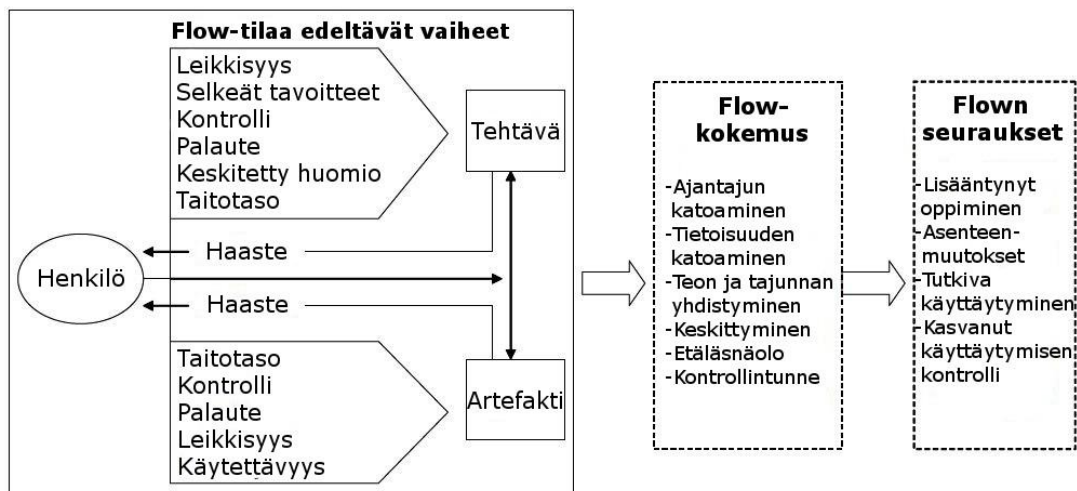 Flow-tilaa edeltävät vaiheet
Leikkisyys
Selkeät tavoitteet
Kontrolli
Palaute
Keskitetty huomio
Taitotaso
Tehtävä
Haaste
Henkilö
Haaste
Taitotaso
Kontrolli
Palaute
Leikkisyys
Käytettävyys
Artefakti
Flow-
kokemus
-Ajantajun
katoaminen
-Tietoisuuden
katoaminen
-Teon ja tajunnan
yhdistyminen
-Keskittyminen
-Etäläsnäolo
-Kontrollintunne
Flown
seuraukset
-Lisääntynyt
oppiminen
-Asenteen-
muutokset
-Tutkiva
käyttäytyminen
-Kasvanut
käyttäytymisen
kontrolli